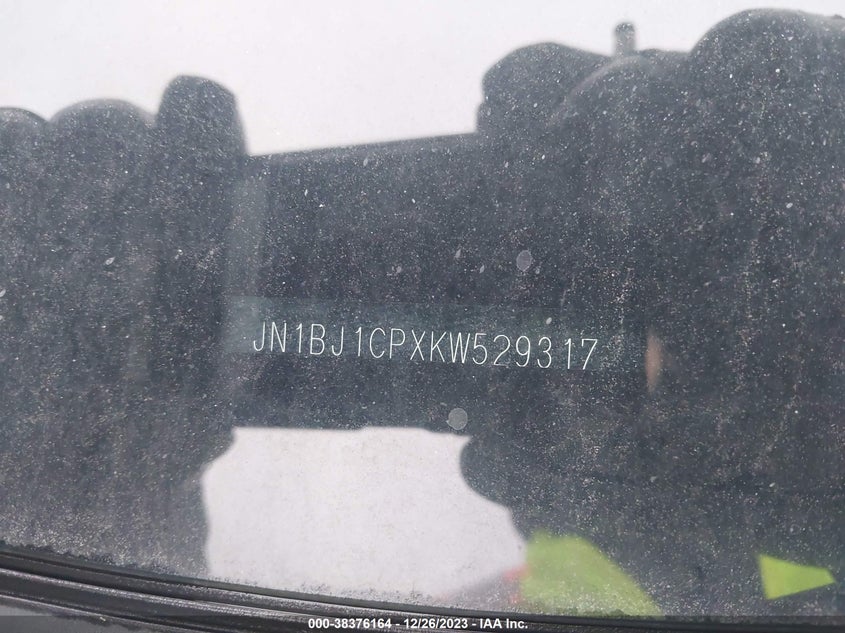 JN1BJ1CPXKW529317
000-38376164 - 12/26/2023 - IAA Inc.